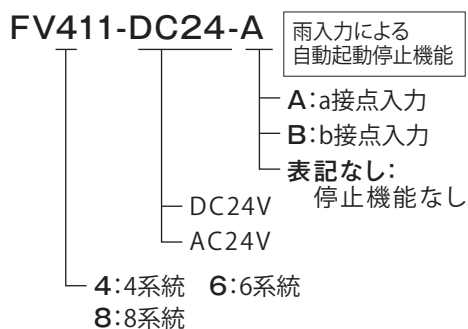 FV411-DC24-A
雨入力による
自動起動停止機能
A:a接点入力
B:b接点入力
表記なし:
停止機能なし
DC24V
AC24V
4:4系統 6:6系統
8:8系統